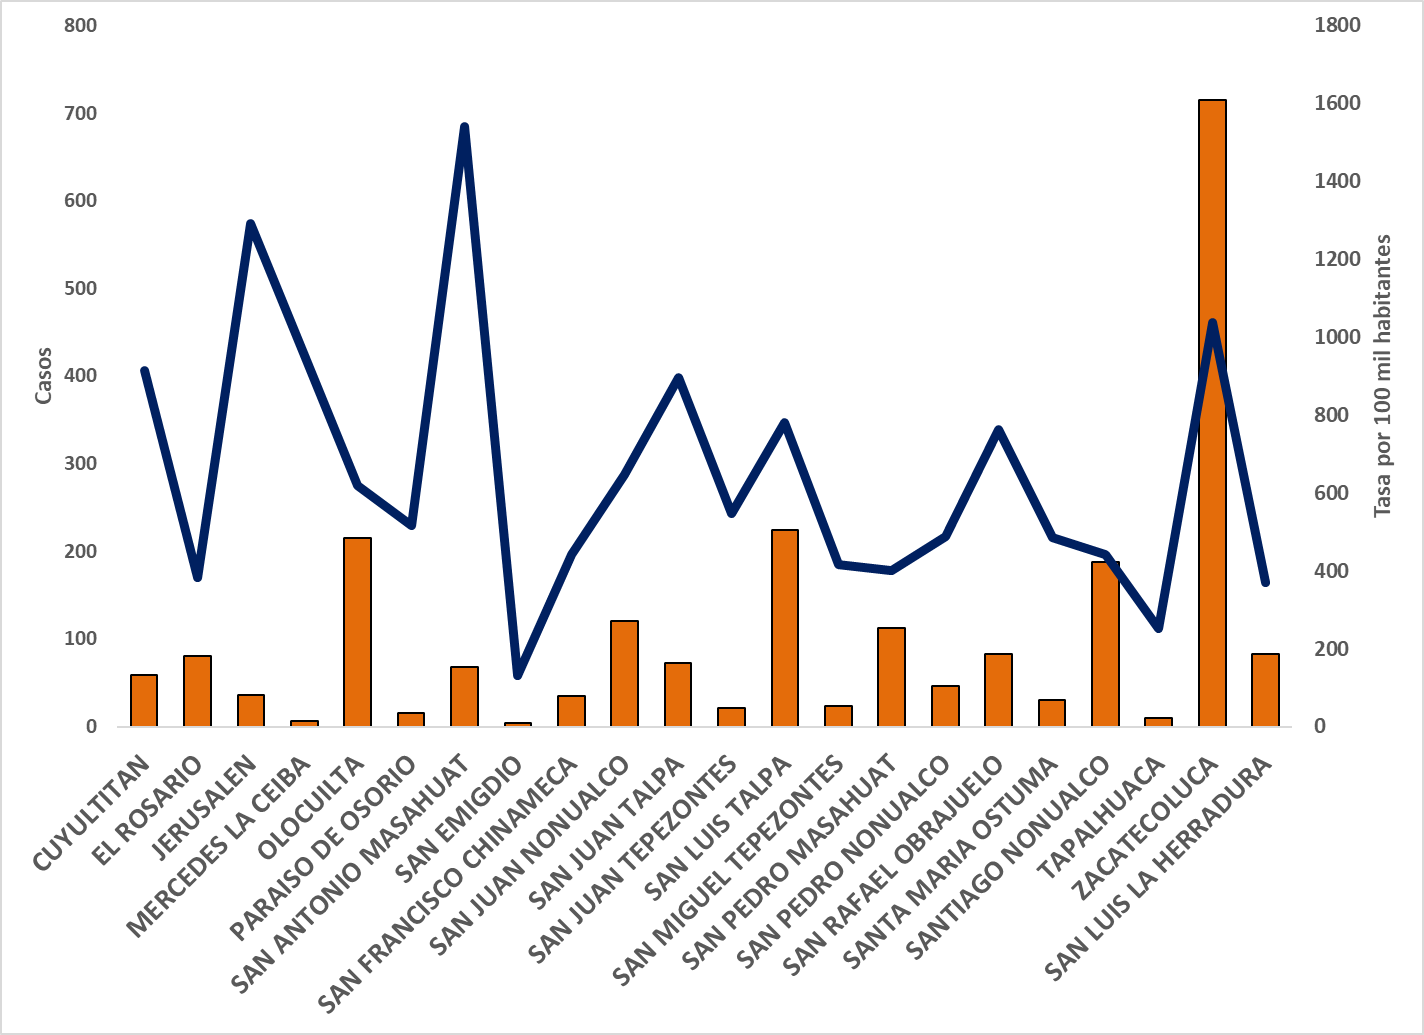 800
700
600
500
400
300
200
100
0
Casos
1800
1600
1400
1200
1000
800
600
400
200
0
Tasa por 100 mil habitantes
CUYULTITAN
EL ROSARIO
JERUSALEN
MERCEDES LA CEIBA
OLOCUILTA
PARAISO DE OSORIO
SAN ANTONIO MASAHUAT
SAN EMIGDIO
SAN FRANCISCO CHINAMECA
SAN JUAN NONUALCO
SAN JUAN TALPA
SAN JUAN TEPEZONTES
SAN LUIS TALPA
SAN MIGUEL TEPEZONTES
SAN PEDRO MASAHUAT
SAN PEDRO NONUALCO
SAN RAFAEL OBRAJUELO
SANTA MARIA OSTUMA
SANTIAGO NONUALCO
TAPALHUACA
ZACATECOLUCA
SAN LUIS LA HERRADURA